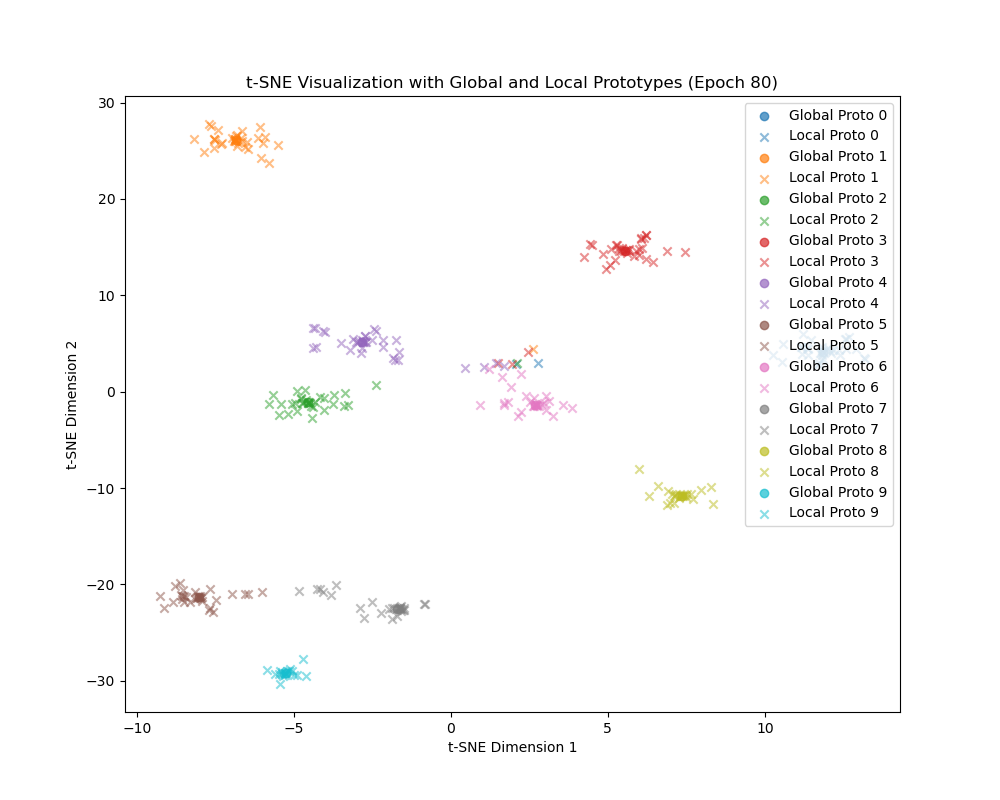 t-SNE Visualization with Global and Local Prototypes (Epoch 80)
30
20
10
0
−10
−20
−30
t-SNE Dimension 2
−10
−5
0
5
10
t-SNE Dimension 1
Global Proto 0
Local Proto 0
Global Proto 1
Local Proto 1
Global Proto 2
Local Proto 2
Global Proto 3
Local Proto 3
Global Proto 4
Local Proto 4
Global Proto 5
Local Proto 5
Global Proto 6
Local Proto 6
Global Proto 7
Local Proto 7
Global Proto 8
Local Proto 8
Global Proto 9
Local Proto 9